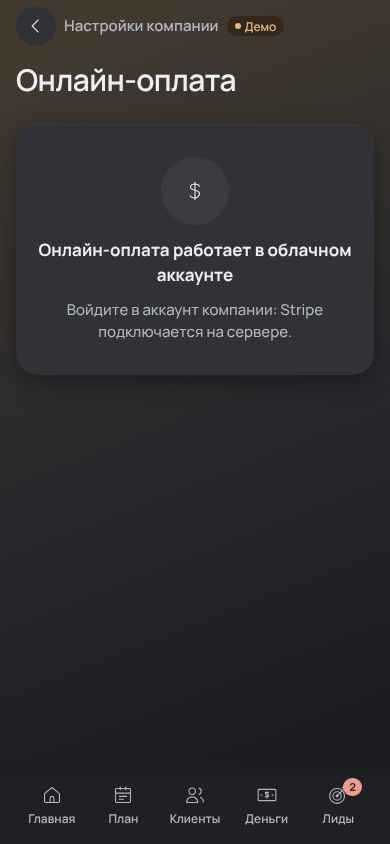 Настройки компании
Демо
Онлайн-оплата
$
Онлайн-оплата работает в облачном
аккаунте
Войдите в аккаунт компании: Stripe
подключается на сервере.
2
Главная
План
Клиенты
Деньги
Лиды